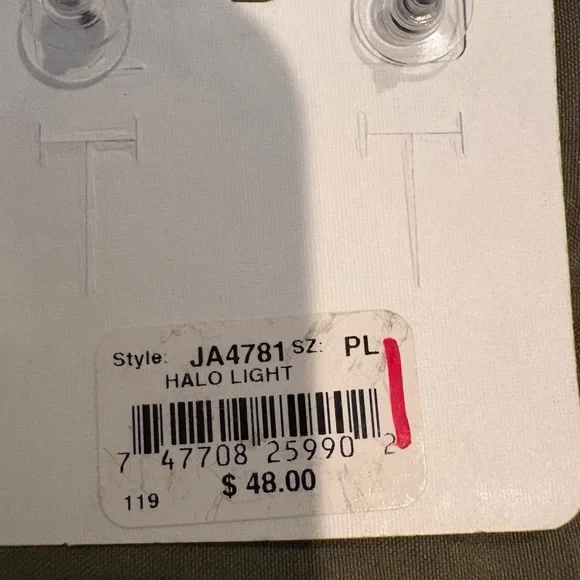 Style: JA4781 SZ: PL
HALO LIGHT
7 47708 25990 2
$ 48.00
119